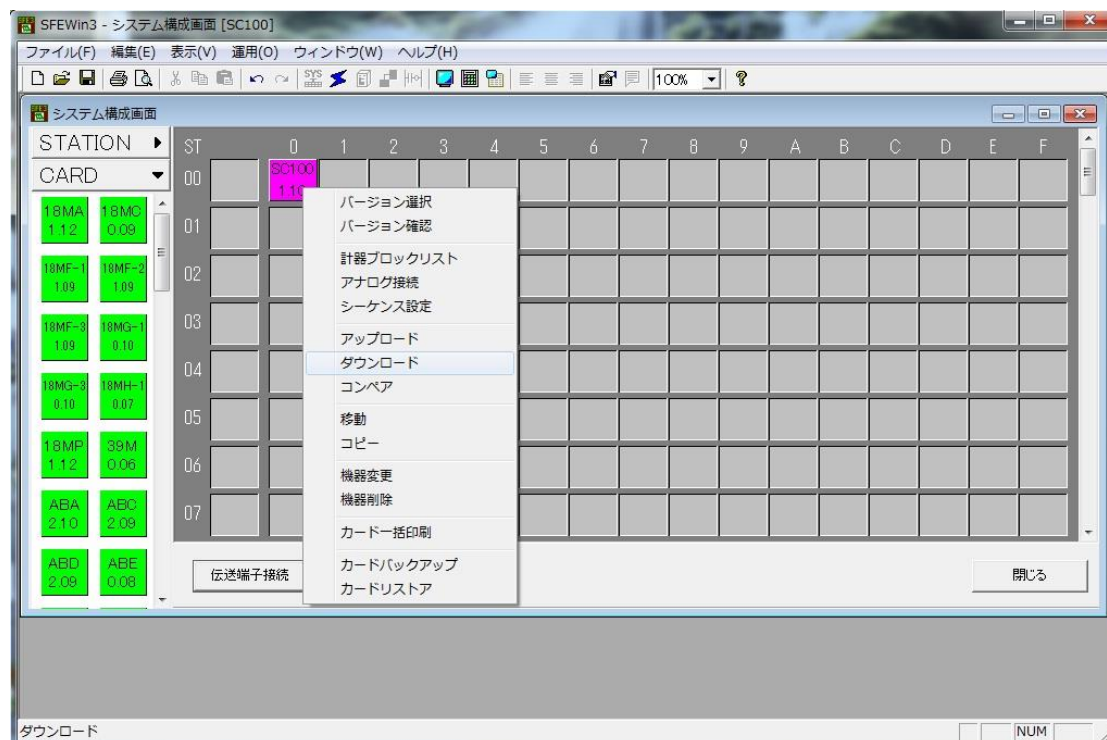 SFEWin3 - システム構成画面 [SC100]
ファイル(F) 編集(E) 表示(V) 運用(O) ウィンドウ(W) ヘルプ(H)
SYS 100%
システム構成画面
STATION
CARD
ST 0 1 2 3 4 5 6 7 8 9 A B C D E F
00 SC100
1.10
01
02
03
04
05
06
07
18MA 18MC
1.12 0.09
18MF-1 18MF-2
1.09 1.09
18MF-3 18MG-1
1.09 0.10
18MG-3 18MH-1
0.10 0.07
18MP 39M
1.12 0.06
ABA ABC
2.10 2.09
ABD ABE
2.09 0.08
バージョン選択
バージョン確認
計器ブロックリスト
アナログ接続
シーケンス設定
アップロード
ダウンロード
コンペア
移動
コピー
機器変更
機器削除
カード一括印刷
カードバックアップ
カードリストア
伝送端子接続
閉じる
ダウンロード
NUM